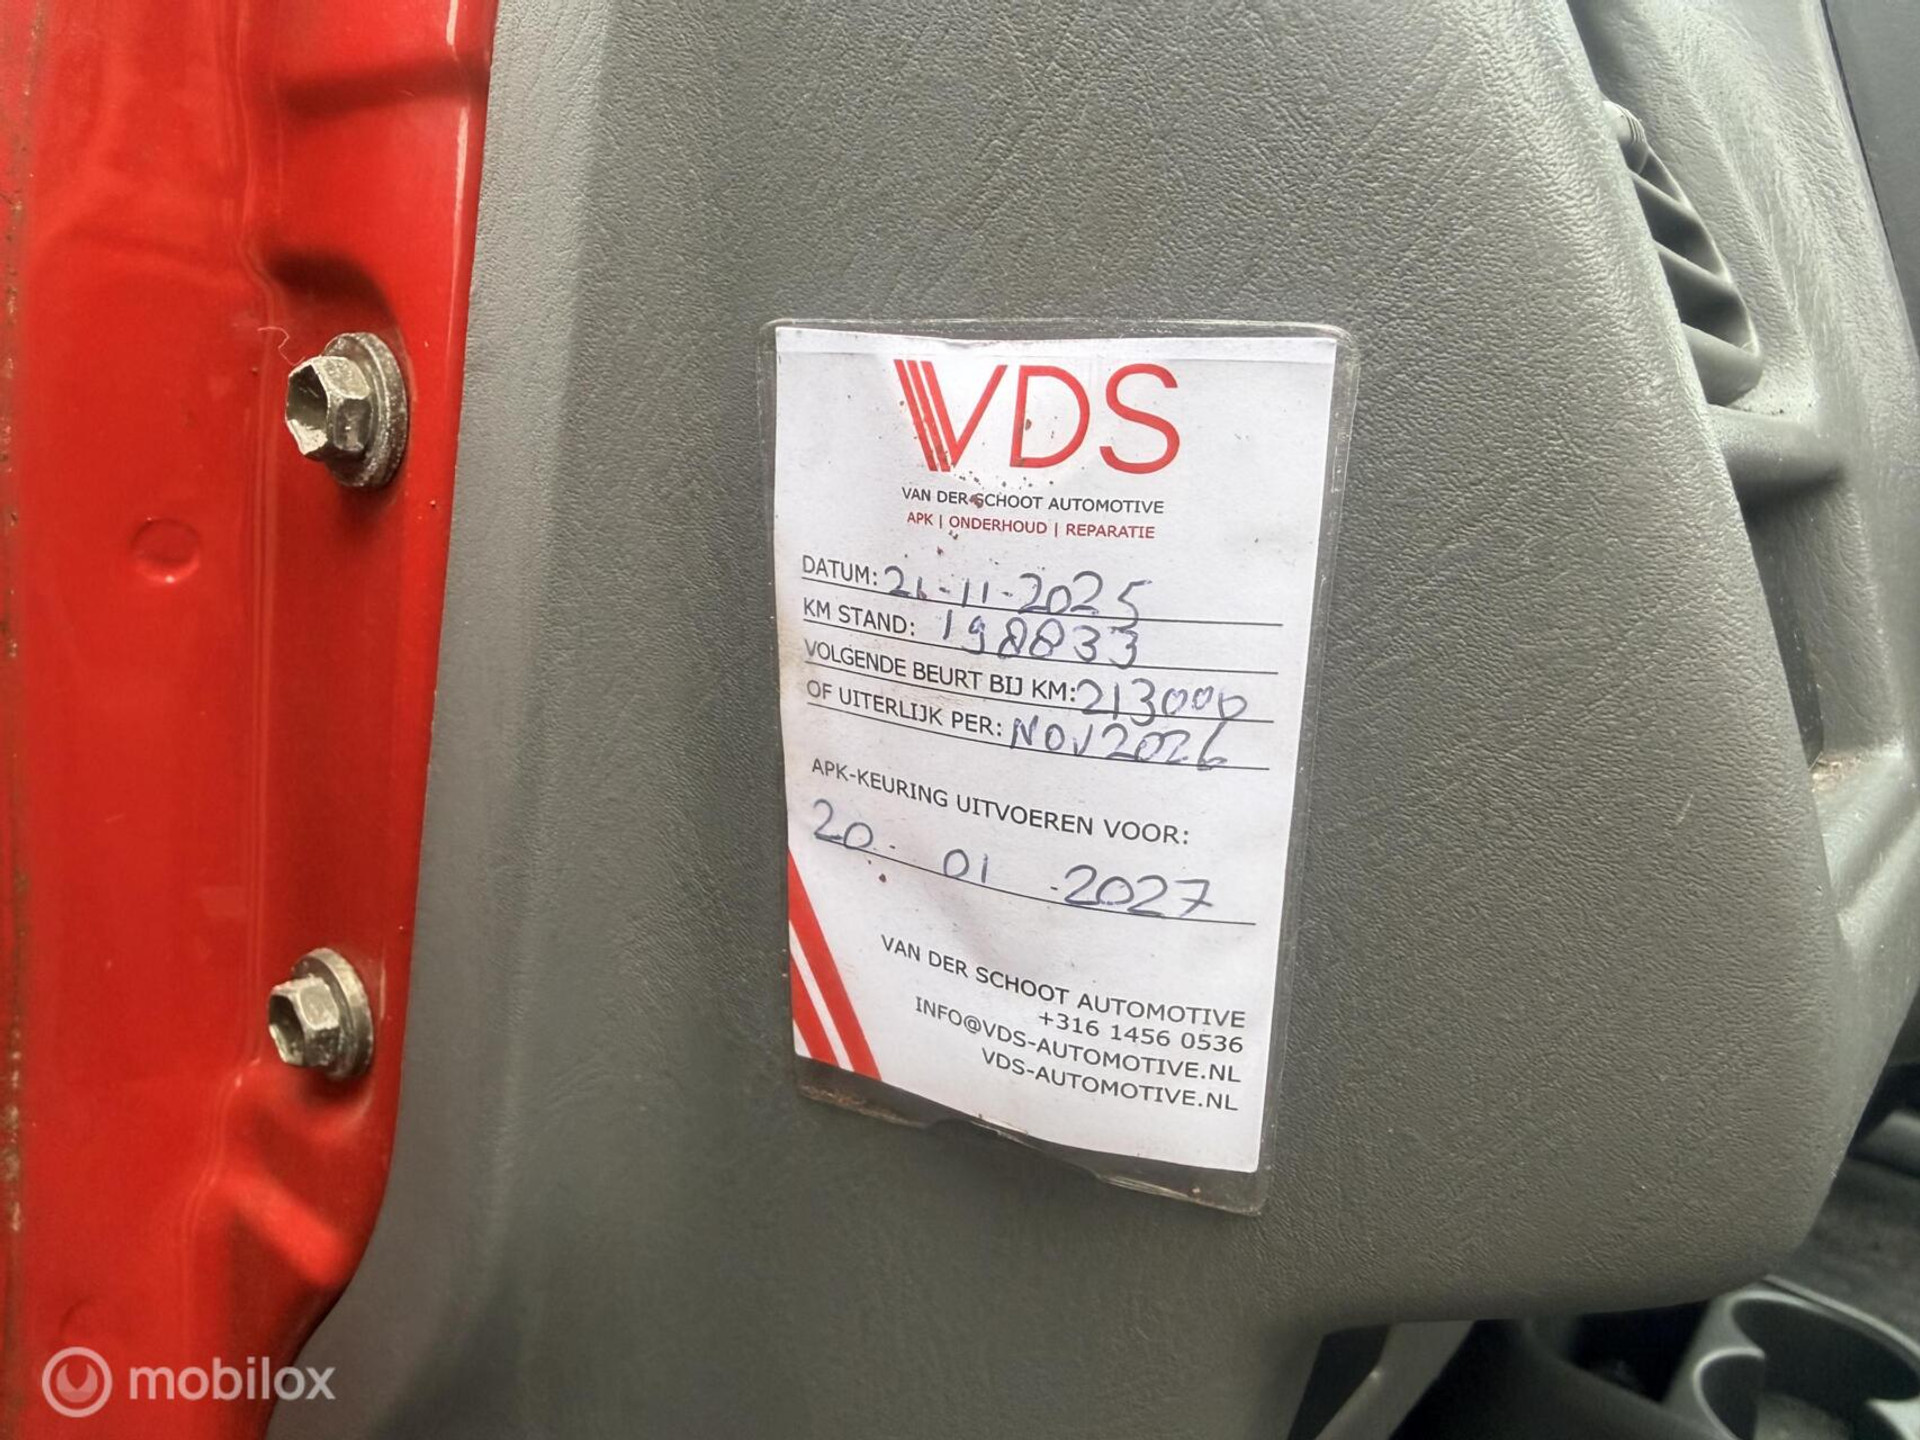 VDS
VAN DER SCHOOT AUTOMOTIVE
APK | ONDERHOUD | REPARATIE
DATUM: 21-11-2025
KM STAND: 198833
VOLGENDE BEURT BIJ KM: 213000
OF UITERLIJK PER: NOV 2026
APK-KEURING UITVOEREN VOOR:
20-01-2027
VAN DER SCHOOT AUTOMOTIVE
+316 1456 0536
INFO@VDS-AUTOMOTIVE.NL
VDS-AUTOMOTIVE.NL
mobilox